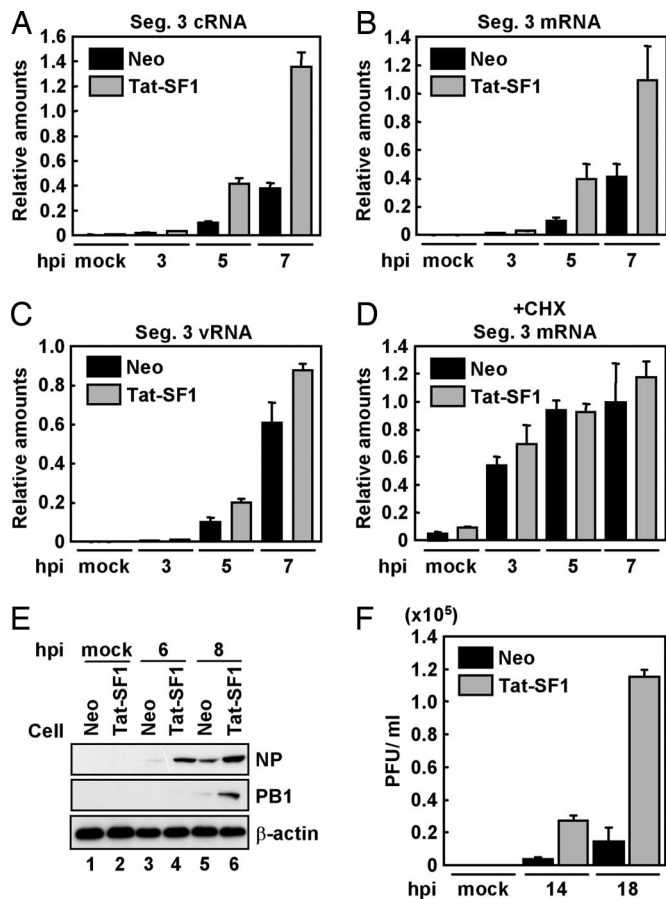 A
Seg. 3 cRNA
Relative amounts
1.6
1.4
1.2
1.0
0.8
0.6
0.4
0.2
0
Neo
Tat-SF1
hpi mock 3 5 7
B
Seg. 3 mRNA
Relative amounts
1.4
1.2
1.0
0.8
0.6
0.4
0.2
0
Neo
Tat-SF1
hpi mock 3 5 7
C
Seg. 3 vRNA
Relative amounts
1.0
0.8
0.6
0.4
0.2
0
Neo
Tat-SF1
hpi mock 3 5 7
D
+CHX
Seg. 3 mRNA
Relative amounts
1.4
1.2
1.0
0.8
0.6
0.4
0.2
0.0
Neo
Tat-SF1
hpi mock 3 5 7
E
hpi mock 6 8
Cell Neo Tat-SF1 Neo Tat-SF1 Neo Tat-SF1
NP
PB1
β-actin
1 2 3 4 5 6
F
(x10⁵)
PFU/ ml
1.4
1.2
1.0
0.8
0.6
0.4
0.2
0
Neo
Tat-SF1
hpi mock 14 18